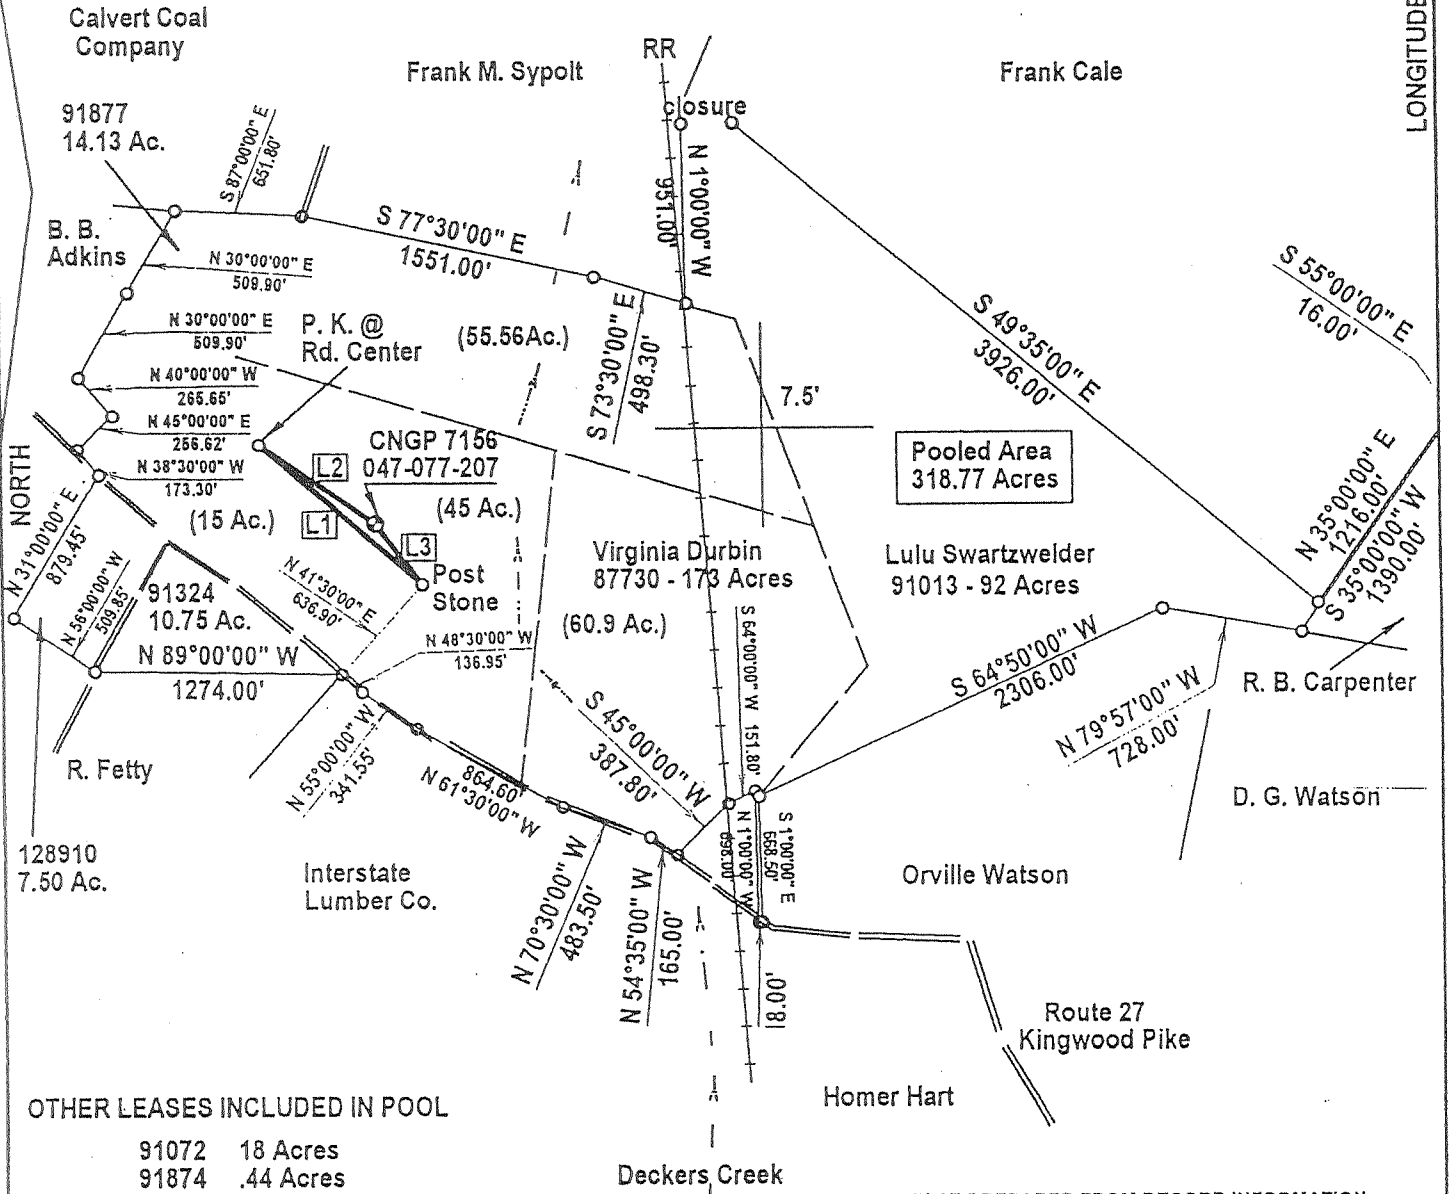 Calvert Coal
Company
Frank M. Sypolt
RR
Frank Cale
LONGITUDE
closure
91877
14.13 Ac.
S 87°00'00" E
651.80'
N 1°00'00" W
951.00'
B. B.
Adkins
S 77°30'00" E
1551.00'
N 30°00'00" E
509.90'
S 55°00'00" E
16.00'
N 30°00'00" E
509.90'
P. K. @
Rd. Center
(55.56Ac.)
S 73°30'00" E
498.30'
S 49°35'00" E
3926.00'
N 40°00'00" W
265.65'
7.5'
N 45°00'00" E
256.62'
CNGP 7156
047-077-207
Pooled Area
318.77 Acres
NORTH
N 38°30'00" W
173.30'
L2
(15 Ac.)
L1
(45 Ac.)
L3
N 31°00'00" E
879.45'
N 35°00'00" E
1216.00'
S 35°00'00" W
1390.00'
Virginia Durbin
87730 - 173 Acres
Lulu Swartzwelder
91013 - 92 Acres
N 56°00'00" W
509.85'
91324
10.75 Ac.
N 41°30'00" E
636.90'
Post
Stone
(60.9 Ac.)
S 64°00'00" W 151.80'
N 48°30'00" W
136.95'
N 89°00'00" W
1274.00'
S 64°50'00" W
2306.00'
R. B. Carpenter
N 79°57'00" W
728.00'
S 45°00'00" W
387.80'
R. Fetty
N 55°00'00" W
341.55'
864.60'
N 61°30'00" W
D. G. Watson
S 1°00'00" E
668.50'
N 1°00'00" W
128910
7.50 Ac.
Interstate
Lumber Co.
Orville Watson
N 70°30'00" W
483.50'
N 54°35'00" W
165.00'
18.00'
Route 27
Kingwood Pike
Homer Hart
OTHER LEASES INCLUDED IN POOL
91072 18 Acres
91874 .44 Acres
Deckers Creek